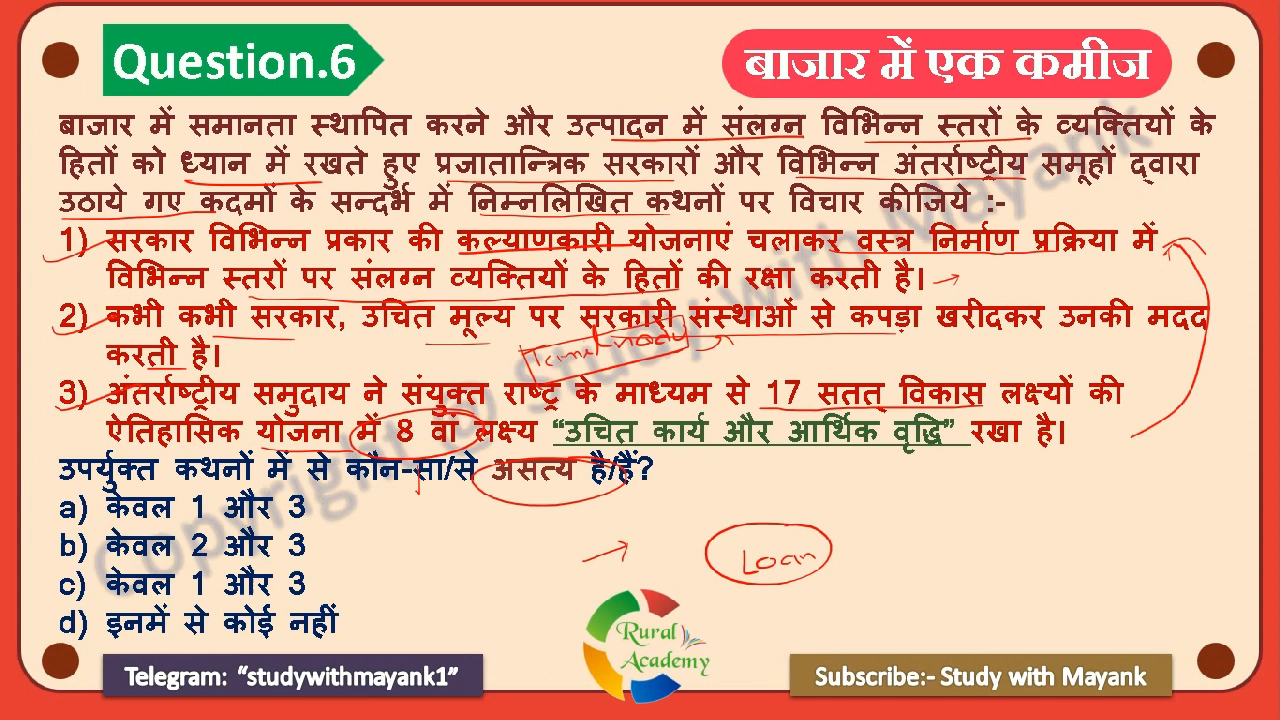 Question.6
बाजार में एक कमीज
बाजार में समानता स्थापित करने और उत्पादन में संलग्न विभिन्न स्तरों के व्यक्तियों के
हितों को ध्यान में रखते हुए प्रजातान्त्रिक सरकारों और विभिन्न अंतर्राष्ट्रीय समूहों द्वारा
उठाये गए कदमों के सन्दर्भ में निम्नलिखित कथनों पर विचार कीजिये :-
1) सरकार विभिन्न प्रकार की कल्याणकारी योजनाएं चलाकर वस्त्र निर्माण प्रक्रिया में
विभिन्न स्तरों पर संलग्न व्यक्तियों के हितों की रक्षा करती है।
2) कभी कभी सरकार, उचित मूल्य पर सरकारी संस्थाओं से कपड़ा खरीदकर उनकी मदद
करती है।
3) अंतर्राष्ट्रीय समुदाय ने संयुक्त राष्ट्र के माध्यम से 17 सतत् विकास लक्ष्यों की
ऐतिहासिक योजना में 8 वां लक्ष्य “उचित कार्य और आर्थिक वृद्धि” रखा है।
उपर्युक्त कथनों में से कौन-सा/से असत्य है/हैं?
a) केवल 1 और 3
b) केवल 2 और 3
c) केवल 1 और 3
d) इनमें से कोई नहीं
Loan
Rural
Academy
Telegram: “studywithmayank1”
Subscribe:- Study with Mayank
Copyright @ Study with Mayank